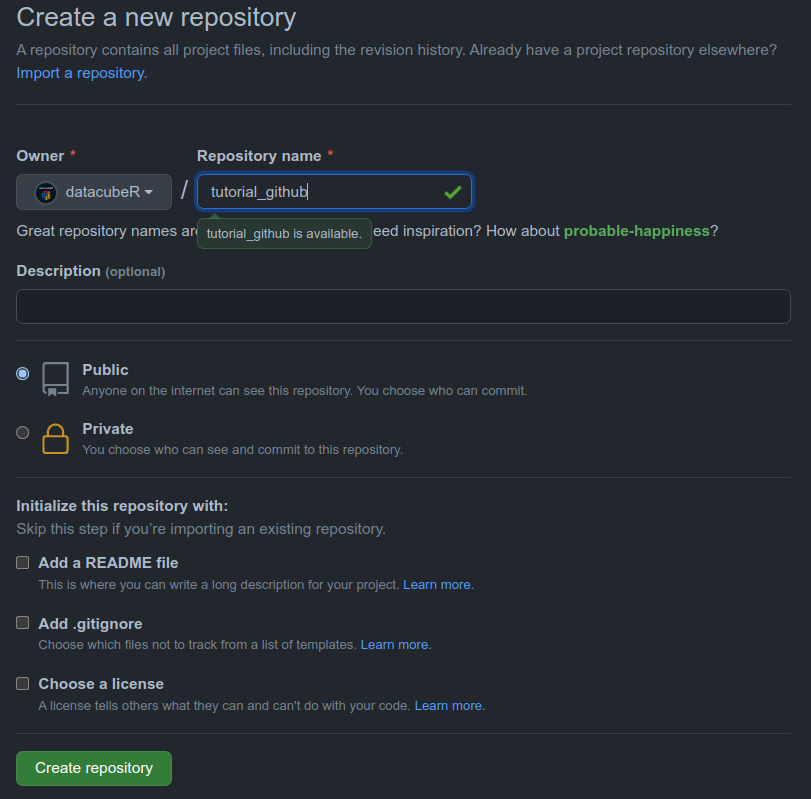 Create a new repository
A repository contains all project files, including the revision history. Already have a project repository elsewhere?
Import a repository.
Owner * Repository name *
datacubeR / tutorial_github
Great repository names are eed inspiration? How about probable-happiness?
tutorial_github is available.
Description (optional)
Public
Anyone on the internet can see this repository. You choose who can commit.
Private
You choose who can see and commit to this repository.
Initialize this repository with:
Skip this step if you're importing an existing repository.
Add a README file
This is where you can write a long description for your project. Learn more.
Add .gitignore
Choose which files not to track from a list of templates. Learn more.
Choose a license
A license tells others what they can and can't do with your code. Learn more.
Create repository